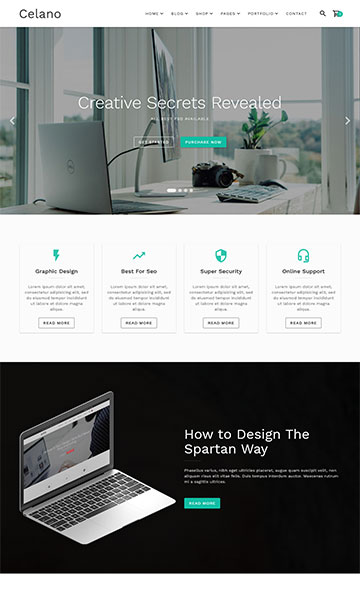 Celano
HOME BLOG SHOP PAGES PORTFOLIO CONTACT
Creative Secrets Revealed
GET STARTED PURCHASE NOW
Graphic Design
Lorem ipsum dolor sit amet,
consectetur adipiscing elit, sed
do eiusmod tempor incididunt
ut labore et dolore magna
aliqua.
READ MORE
Best For Seo
Lorem ipsum dolor sit amet,
consectetur adipiscing elit, sed
do eiusmod tempor incididunt
ut labore et dolore magna
aliqua.
READ MORE
Super Security
Lorem ipsum dolor sit amet,
consectetur adipiscing elit, sed
do eiusmod tempor incididunt
ut labore et dolore magna
aliqua.
READ MORE
Online Support
Lorem ipsum dolor sit amet,
consectetur adipiscing elit, sed
do eiusmod tempor incididunt
ut labore et dolore magna
aliqua.
READ MORE
How to Design The
Spartan Way
Phasellus varius, nibh eget ultricies placerat, augue quam suscipit velit, non
aliquam risus elit vitae felis. Duis tempus interdum auctor. Maecenas rutrum
mi a sagittis ultrices.
READ MORE